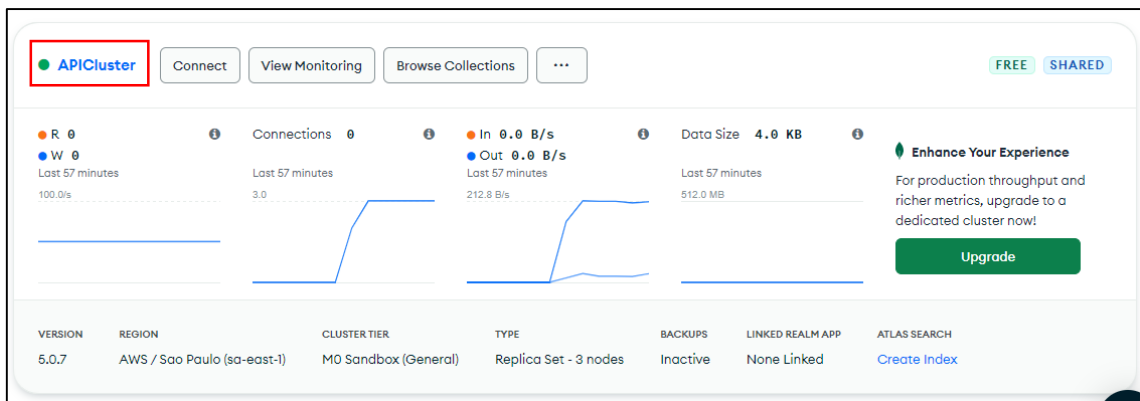 APICluster Connect View Monitoring Browse Collections ... FREE SHARED
R 0
W 0
Last 57 minutes
100.0/s
Connections 0
Last 57 minutes
3.0
In 0.0 B/s
Out 0.0 B/s
Last 57 minutes
212.8 B/s
Data Size 4.0 KB
Last 57 minutes
512.0 MB
Enhance Your Experience
For production throughput and
richer metrics, upgrade to a
dedicated cluster now!
Upgrade
VERSION REGION CLUSTER TIER TYPE BACKUPS LINKED REALM APP ATLAS SEARCH
5.0.7 AWS / Sao Paulo (sa-east-1) M0 Sandbox (General) Replica Set - 3 nodes Inactive None Linked Create Index